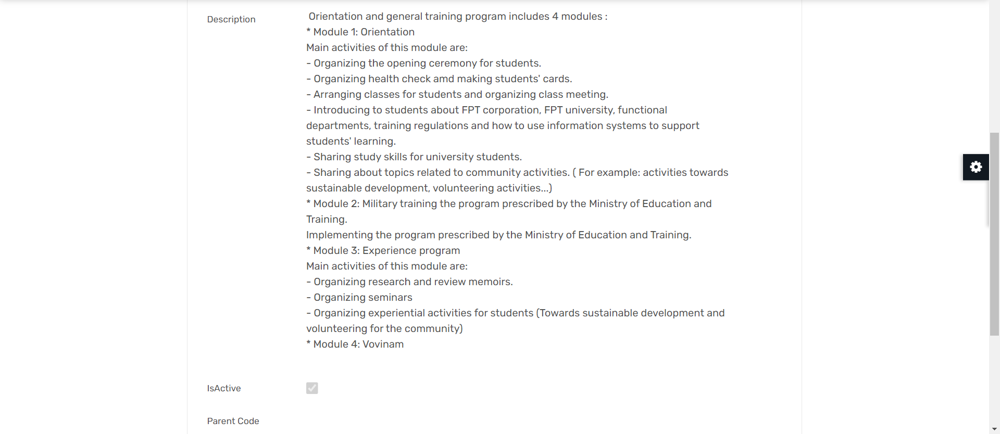 Description
Orientation and general training program includes 4 modules :
* Module 1: Orientation
Main activities of this module are:
- Organizing the opening ceremony for students.
- Organizing health check amd making students' cards.
- Arranging classes for students and organizing class meeting.
- Introducing to students about FPT corporation, FPT university, functional
departments, training regulations and how to use information systems to support
students' learning.
- Sharing study skills for university students.
- Sharing about topics related to community activities. ( For example: activities towards
sustainable development, volunteering activities...)
* Module 2: Military training the program prescribed by the Ministry of Education and
Training.
Implementing the program prescribed by the Ministry of Education and Training.
* Module 3: Experience program
Main activities of this module are:
- Organizing research and review memoirs.
- Organizing seminars
- Organizing experiential activities for students (Towards sustainable development and
volunteering for the community)
* Module 4: Vovinam
IsActive
Parent Code